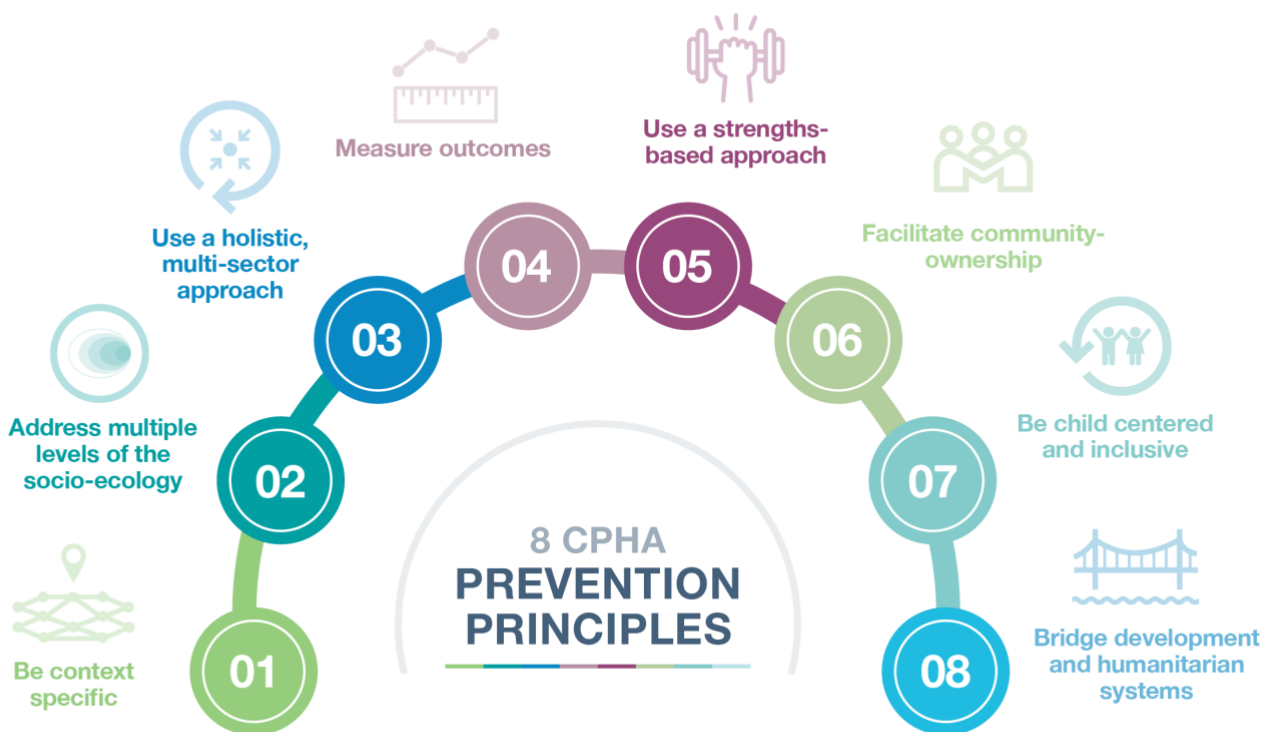 Measure outcomes
Use a strengths-
based approach
Use a holistic,
multi-sector
approach
Facilitate community-
ownership
Address multiple
levels of the
socio-ecology
Be child centered
and inclusive
Be context
specific
Bridge development
and humanitarian
systems
01
02
03
04
05
06
07
08
8 CPHA
PREVENTION
PRINCIPLES